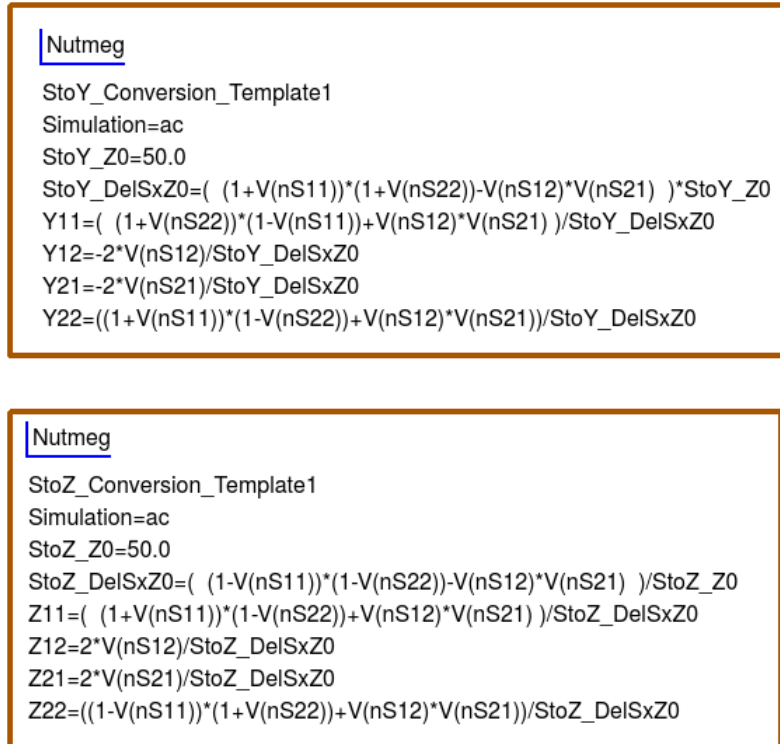 Nutmeg
StoY_Conversion_Template1
Simulation=ac
StoY_Z0=50.0
StoY_DelSxZ0=(  (1+V(nS11))*(1+V(nS22))-V(nS12)*V(nS21)  )*StoY_Z0
Y11=(  (1+V(nS22))*(1-V(nS11))+V(nS12)*V(nS21) )/StoY_DelSxZ0
Y12=-2*V(nS12)/StoY_DelSxZ0
Y21=-2*V(nS21)/StoY_DelSxZ0
Y22=((1+V(nS11))*(1-V(nS22))+V(nS12)*V(nS21))/StoY_DelSxZ0
Nutmeg
StoZ_Conversion_Template1
Simulation=ac
StoZ_Z0=50.0
StoZ_DelSxZ0=(  (1-V(nS11))*(1-V(nS22))-V(nS12)*V(nS21)  )/StoZ_Z0
Z11=(  (1+V(nS11))*(1-V(nS22))+V(nS12)*V(nS21) )/StoZ_DelSxZ0
Z12=2*V(nS12)/StoZ_DelSxZ0
Z21=2*V(nS21)/StoZ_DelSxZ0
Z22=((1-V(nS11))*(1+V(nS22))+V(nS12)*V(nS21))/StoZ_DelSxZ0